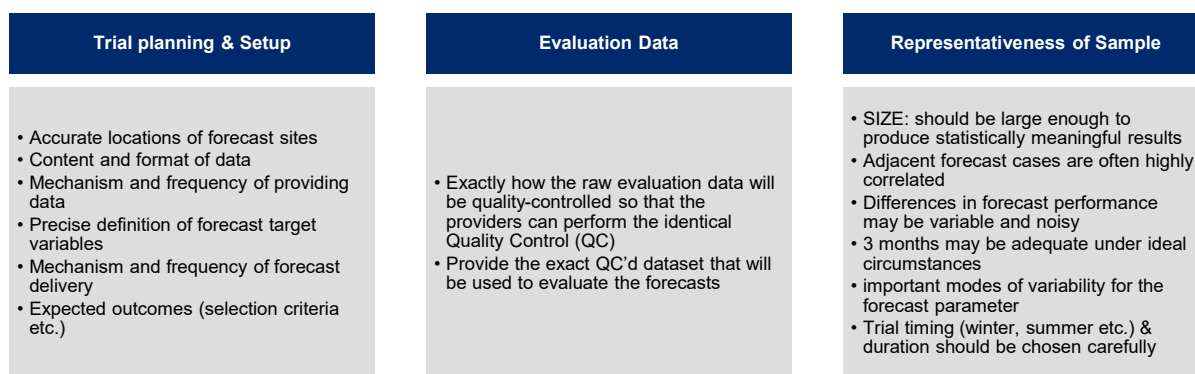 Trial planning & Setup
• Accurate locations of forecast sites
• Content and format of data
• Mechanism and frequency of providing
data
• Precise definition of forecast target
variables
• Mechanism and frequency of forecast
delivery
• Expected outcomes (selection criteria
etc.)
Evaluation Data
• Exactly how the raw evaluation data will
be quality-controlled so that the
providers can perform the identical
Quality Control (QC)
• Provide the exact QC'd dataset that will
be used to evaluate the forecasts
Representativeness of Sample
• SIZE: should be large enough to
produce statistically meaningful results
• Adjacent forecast cases are often highly
correlated
• Differences in forecast performance
may be variable and noisy
• 3 months may be adequate under ideal
circumstances
• important modes of variability for the
forecast parameter
• Trial timing (winter, summer etc.) &
duration should be chosen carefully